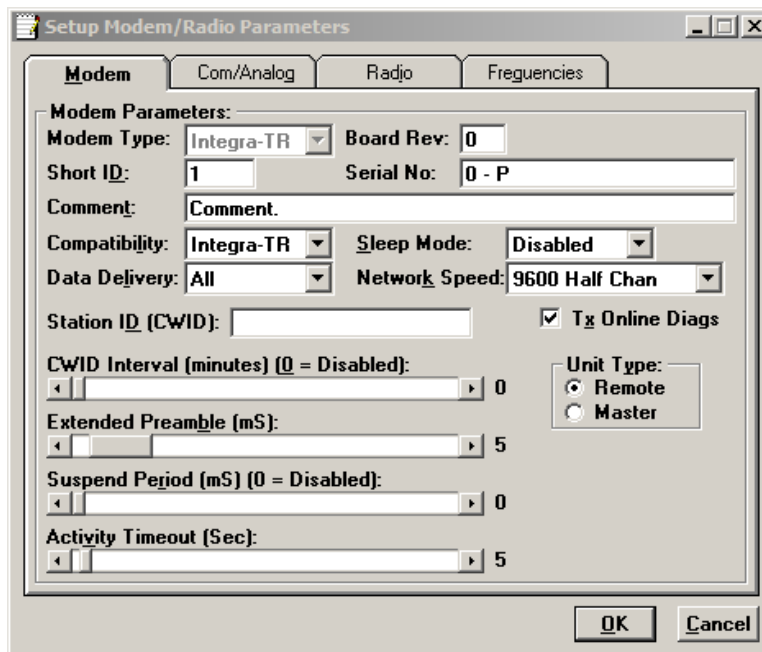 Setup Modem/Radio Parameters
Modem Com/Analog Radio Freguencies
Modem Parameters:
Modem Type: Integra-TR Board Rev: 0
Short ID: 1 Serial No: 0 - P
Comment: Comment.
Compatibility: Integra-TR Sleep Mode: Disabled
Data Delivery: All Network Speed: 9600 Half Chan
Station ID (CWID): Tx Online Diags
CWID Interval (minutes) (0 = Disabled): Unit Type:
0 Remote
Master
Extended Preamble (mS):
5
Suspend Period (mS) (0 = Disabled):
0
Activity Timeout (Sec):
5
OK Cancel